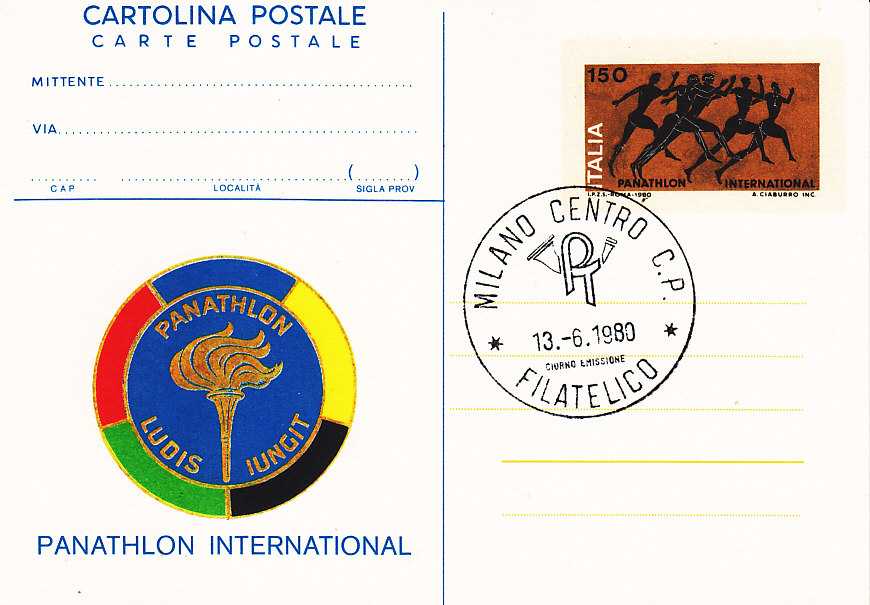 CARTOLINA POSTALE
CARTE POSTALE
MITTENTE
VIA
( )
CAP LOCALITÀ SIGLA PROV
150
ITALIA
PANATHLON INTERNATIONAL
I.P.Z.S.-ROMA-1980 A. CIABURRO INC.
MILANO CENTRO C.P.
PT
13.-6.1980
GIORNO EMISSIONE
FILATELICO
PANATHLON
LUDIS IUNGIT
PANATHLON INTERNATIONAL